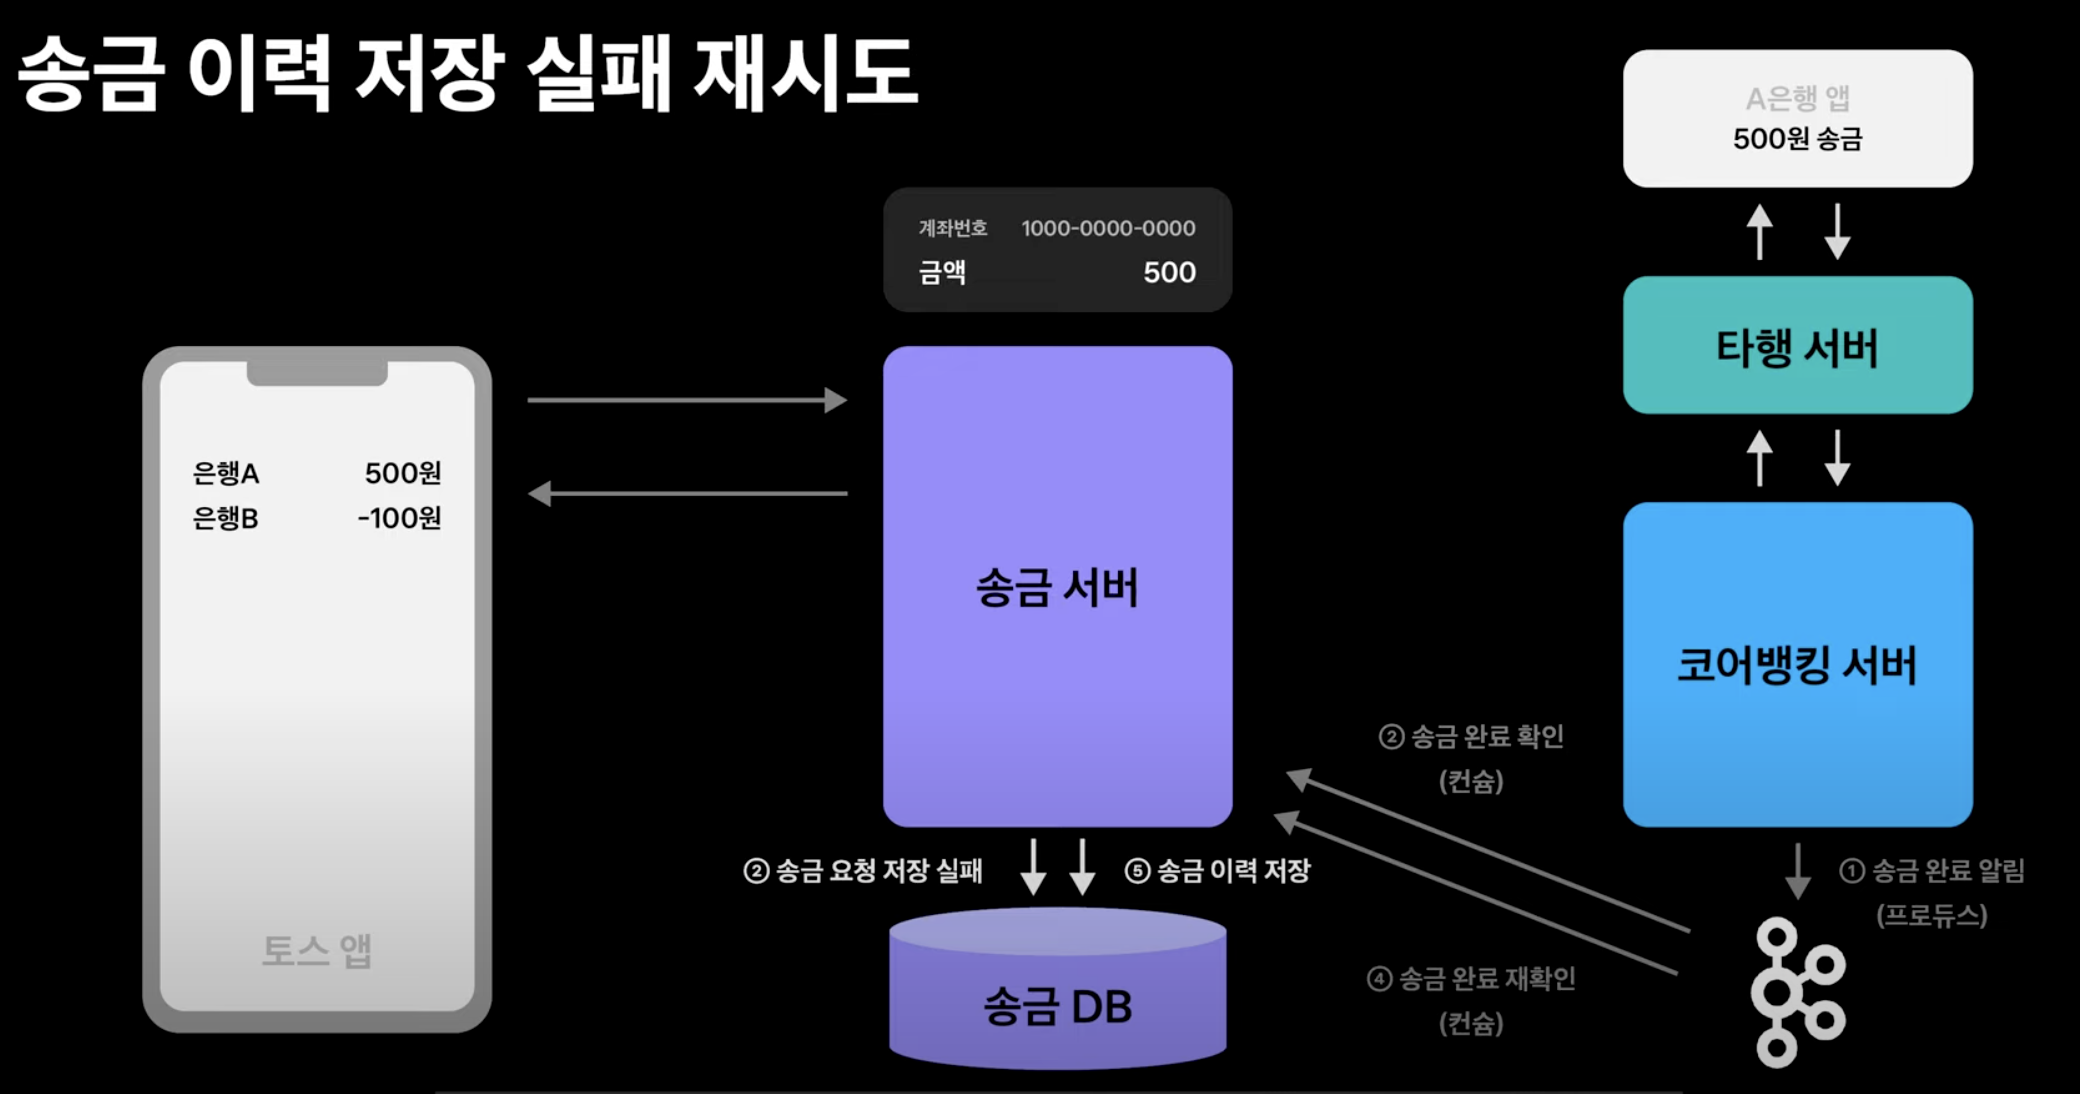 송금 이력 저장 실패 재시도
A은행 앱
500원 송금
계좌번호 1000-0000-0000
금액 500
타행 서버
은행A 500원
은행B -100원
송금 서버
코어뱅킹 서버
② 송금 완료 확인
(컨슘)
② 송금 요청 저장 실패
⑤ 송금 이력 저장
① 송금 완료 알림
(프로듀스)
토스 앱
송금 DB
④ 송금 완료 재확인
(컨슘)